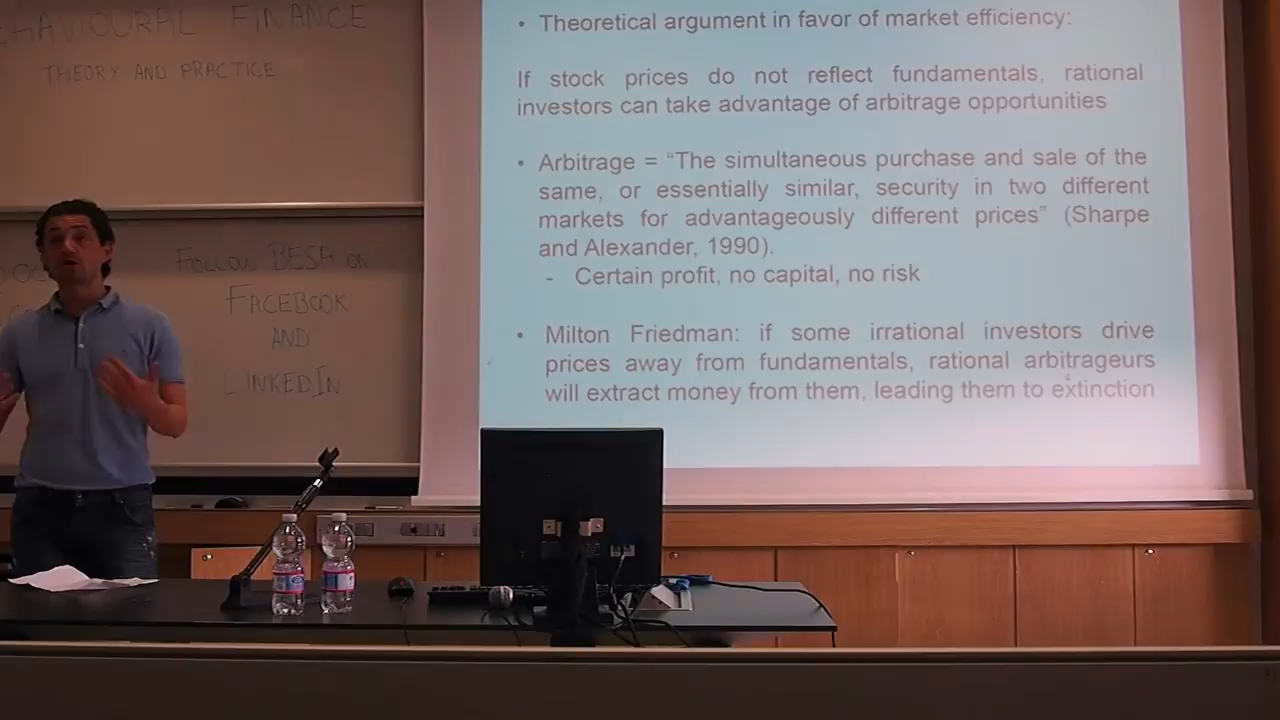 BEHAVIOURAL FINANCE
THEORY AND PRACTICE
FOLLOW BESA ON
FACEBOOK
AND
LINKEDIN
• Theoretical argument in favor of market efficiency:
If stock prices do not reflect fundamentals, rational
investors can take advantage of arbitrage opportunities
• Arbitrage = “The simultaneous purchase and sale of the
same, or essentially similar, security in two different
markets for advantageously different prices” (Sharpe
and Alexander, 1990).
- Certain profit, no capital, no risk
• Milton Friedman: if some irrational investors drive
prices away from fundamentals, rational arbitrageurs
will extract money from them, leading them to extinction